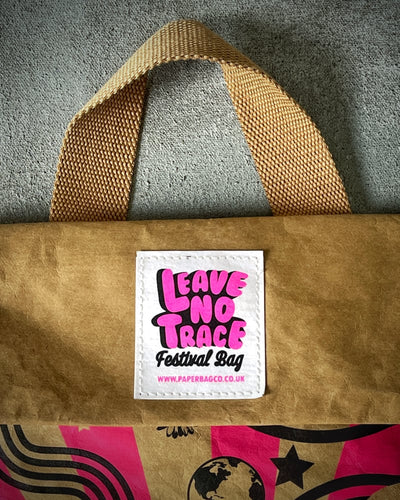 LEAVE
NO
TRACE
Festival Bag
WWW.PAPERBAGCO.CO.UK